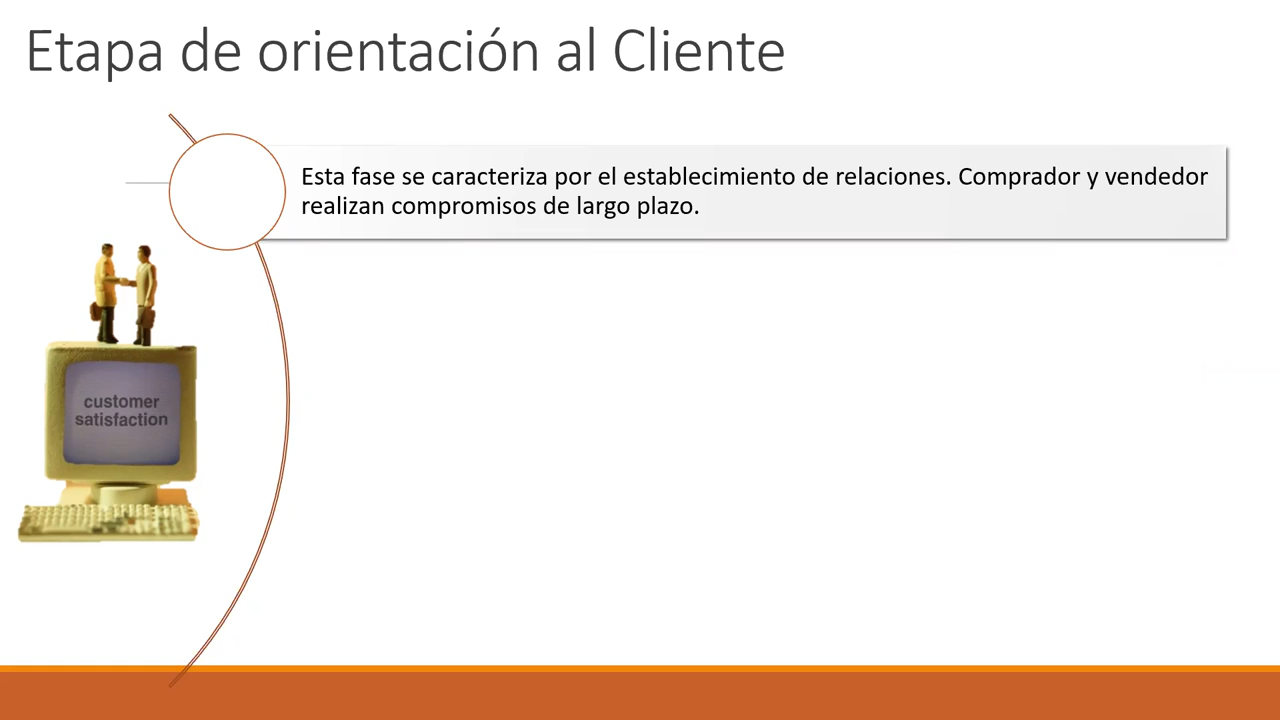 Etapa de orientación al Cliente
Esta fase se caracteriza por el establecimiento de relaciones. Comprador y vendedor
realizan compromisos de largo plazo.
customer
satisfaction